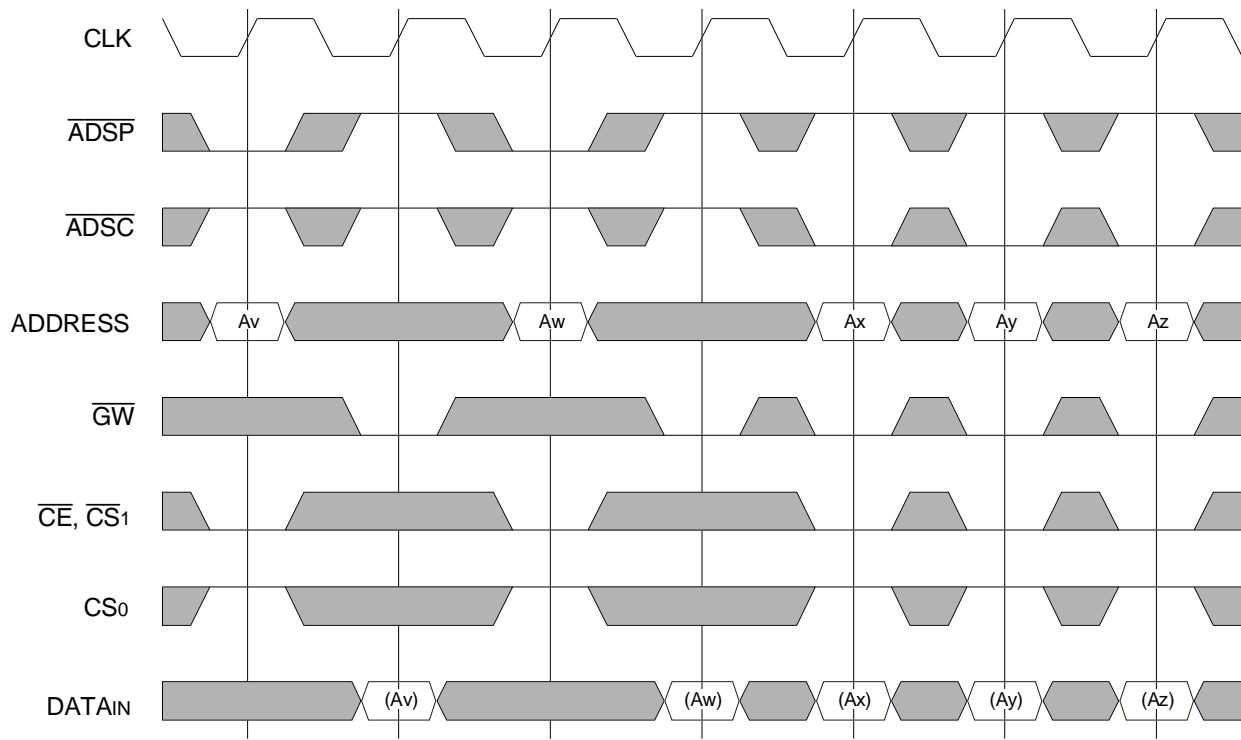 CLK
ADSP
ADSC
ADDRESS Av Aw Ax Ay Az
GW
CE, CS1
CS0
DATAIN (Av) (Aw) (Ax) (Ay) (Az)